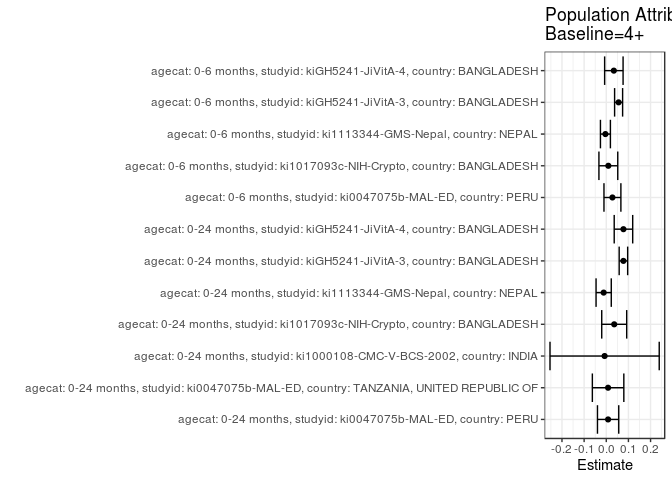 Population Attrib
Baseline=4+
agecat: 0-6 months, studyid: kiGH5241-JiVitA-4, country: BANGLADESH
agecat: 0-6 months, studyid: kiGH5241-JiVitA-3, country: BANGLADESH
agecat: 0-6 months, studyid: ki1113344-GMS-Nepal, country: NEPAL
agecat: 0-6 months, studyid: ki1017093c-NIH-Crypto, country: BANGLADESH
agecat: 0-6 months, studyid: ki0047075b-MAL-ED, country: PERU
agecat: 0-24 months, studyid: kiGH5241-JiVitA-4, country: BANGLADESH
agecat: 0-24 months, studyid: kiGH5241-JiVitA-3, country: BANGLADESH
agecat: 0-24 months, studyid: ki1113344-GMS-Nepal, country: NEPAL
agecat: 0-24 months, studyid: ki1017093c-NIH-Crypto, country: BANGLADESH
agecat: 0-24 months, studyid: ki1000108-CMC-V-BCS-2002, country: INDIA
agecat: 0-24 months, studyid: ki0047075b-MAL-ED, country: TANZANIA, UNITED REPUBLIC OF
agecat: 0-24 months, studyid: ki0047075b-MAL-ED, country: PERU
-0.2 -0.1 0.0 0.1 0.2
Estimate